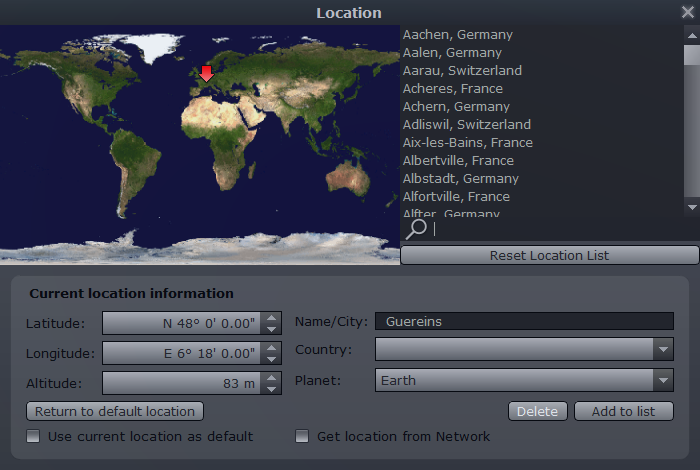 Location
Aachen, Germany
Aalen, Germany
Aarau, Switzerland
Acheres, France
Achern, Germany
Adliswil, Switzerland
Aix-les-Bains, France
Albertville, France
Albstadt, Germany
Alfortville, France
Alfter, Germany
Reset Location List
Current location information
Latitude: N 48° 0' 0.00"
Name/City: Guereins
Longitude: E 6° 18' 0.00"
Country:
Altitude: 83 m
Planet: Earth
Return to default location
Delete
Add to list
Use current location as default
Get location from Network